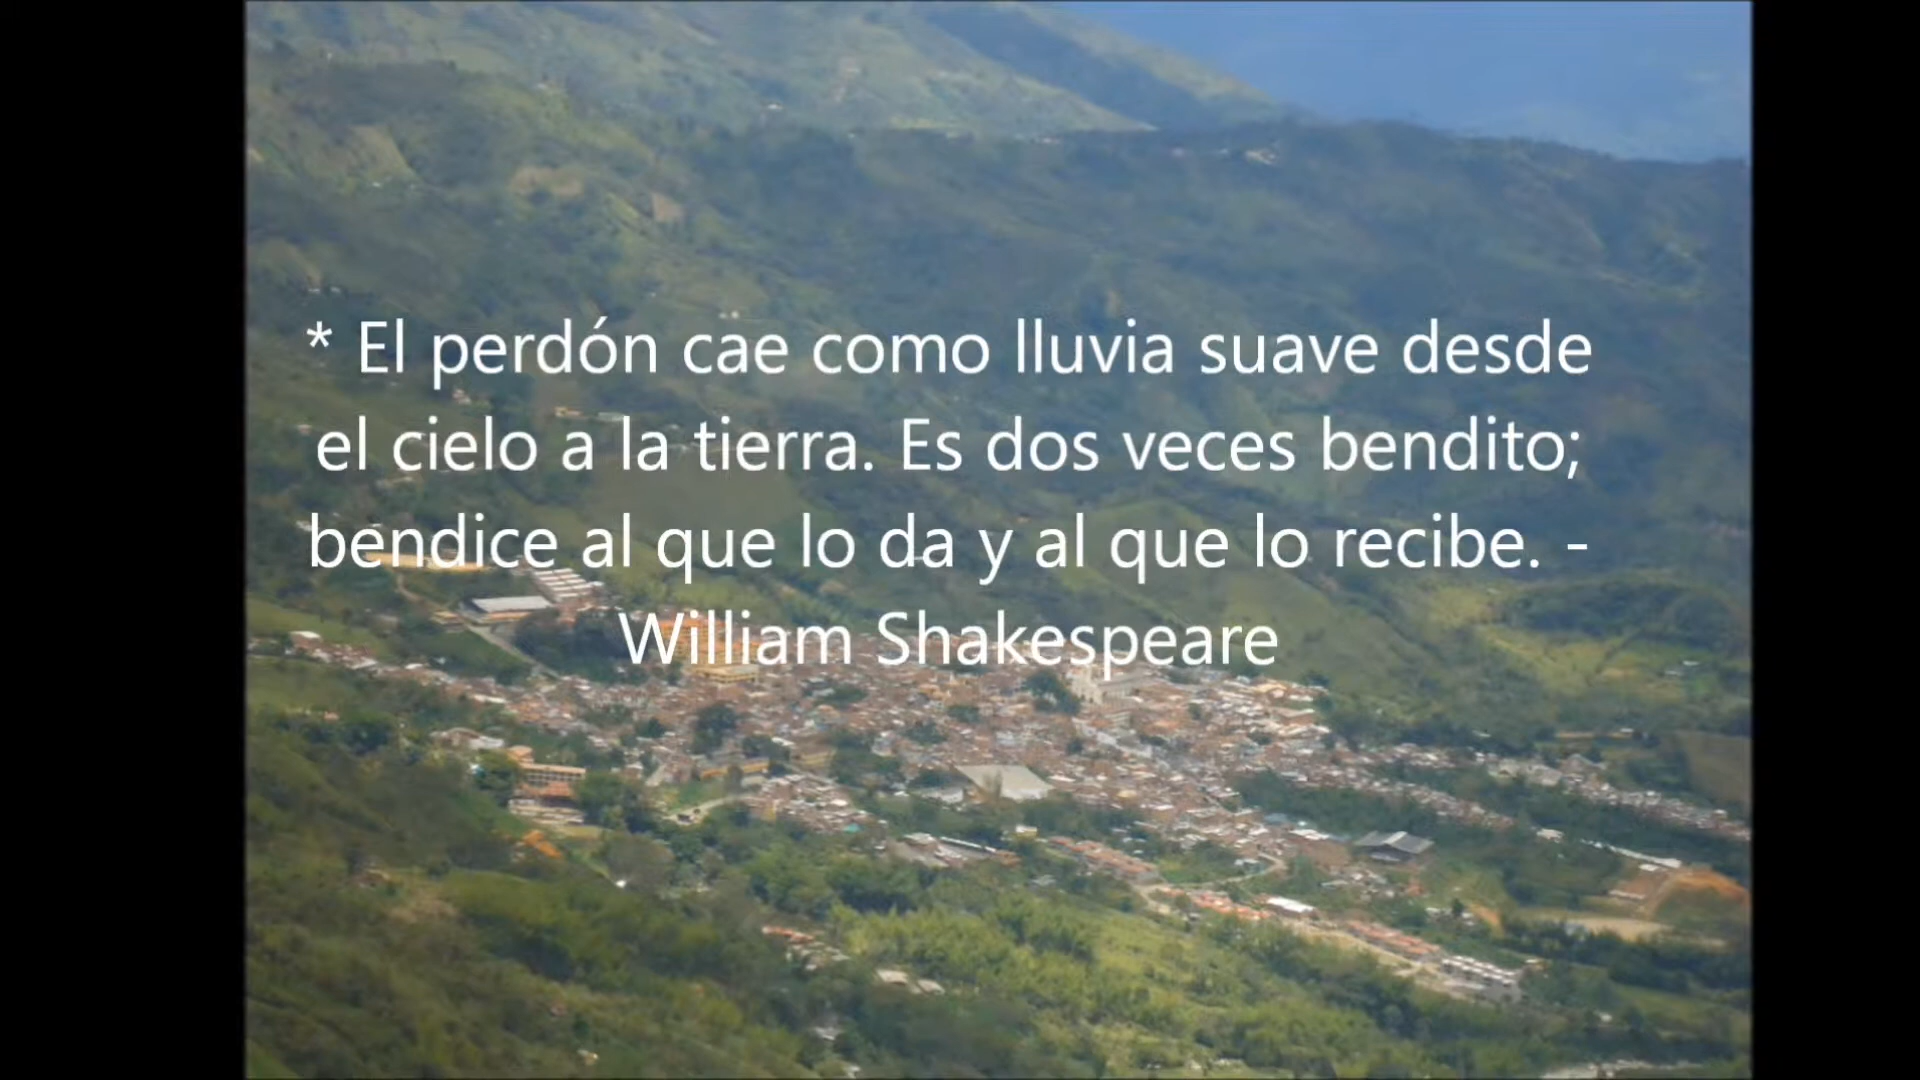 * El perdón cae como lluvia suave desde
el cielo a la tierra. Es dos veces bendito;
bendice al que lo da y al que lo recibe. -
William Shakespeare